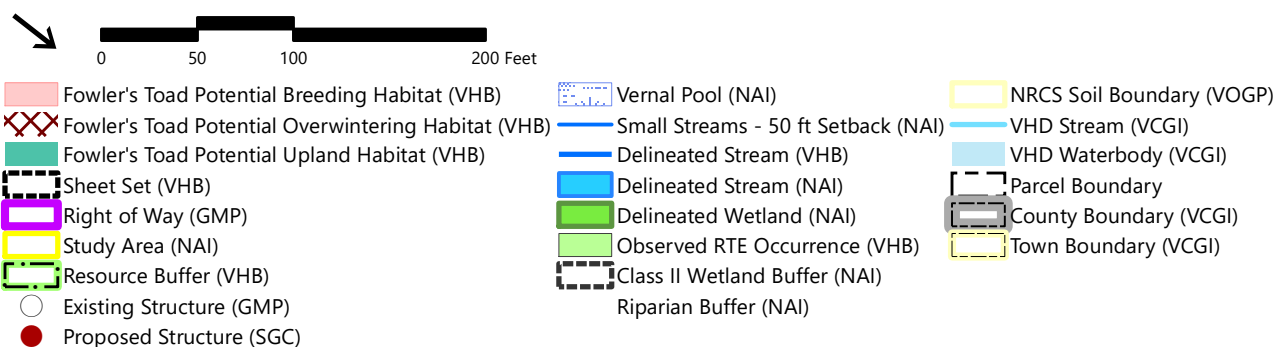 0 50 100 200 Feet
Fowler's Toad Potential Breeding Habitat (VHB)
Fowler's Toad Potential Overwintering Habitat (VHB)
Fowler's Toad Potential Upland Habitat (VHB)
Sheet Set (VHB)
Right of Way (GMP)
Study Area (NAI)
Resource Buffer (VHB)
Existing Structure (GMP)
Proposed Structure (SGC)
Vernal Pool (NAI)
Small Streams - 50 ft Setback (NAI)
Delineated Stream (VHB)
Delineated Stream (NAI)
Delineated Wetland (NAI)
Observed RTE Occurrence (VHB)
Class II Wetland Buffer (NAI)
Riparian Buffer (NAI)
NRCS Soil Boundary (VOGP)
VHD Stream (VCGI)
VHD Waterbody (VCGI)
Parcel Boundary
County Boundary (VCGI)
Town Boundary (VCGI)